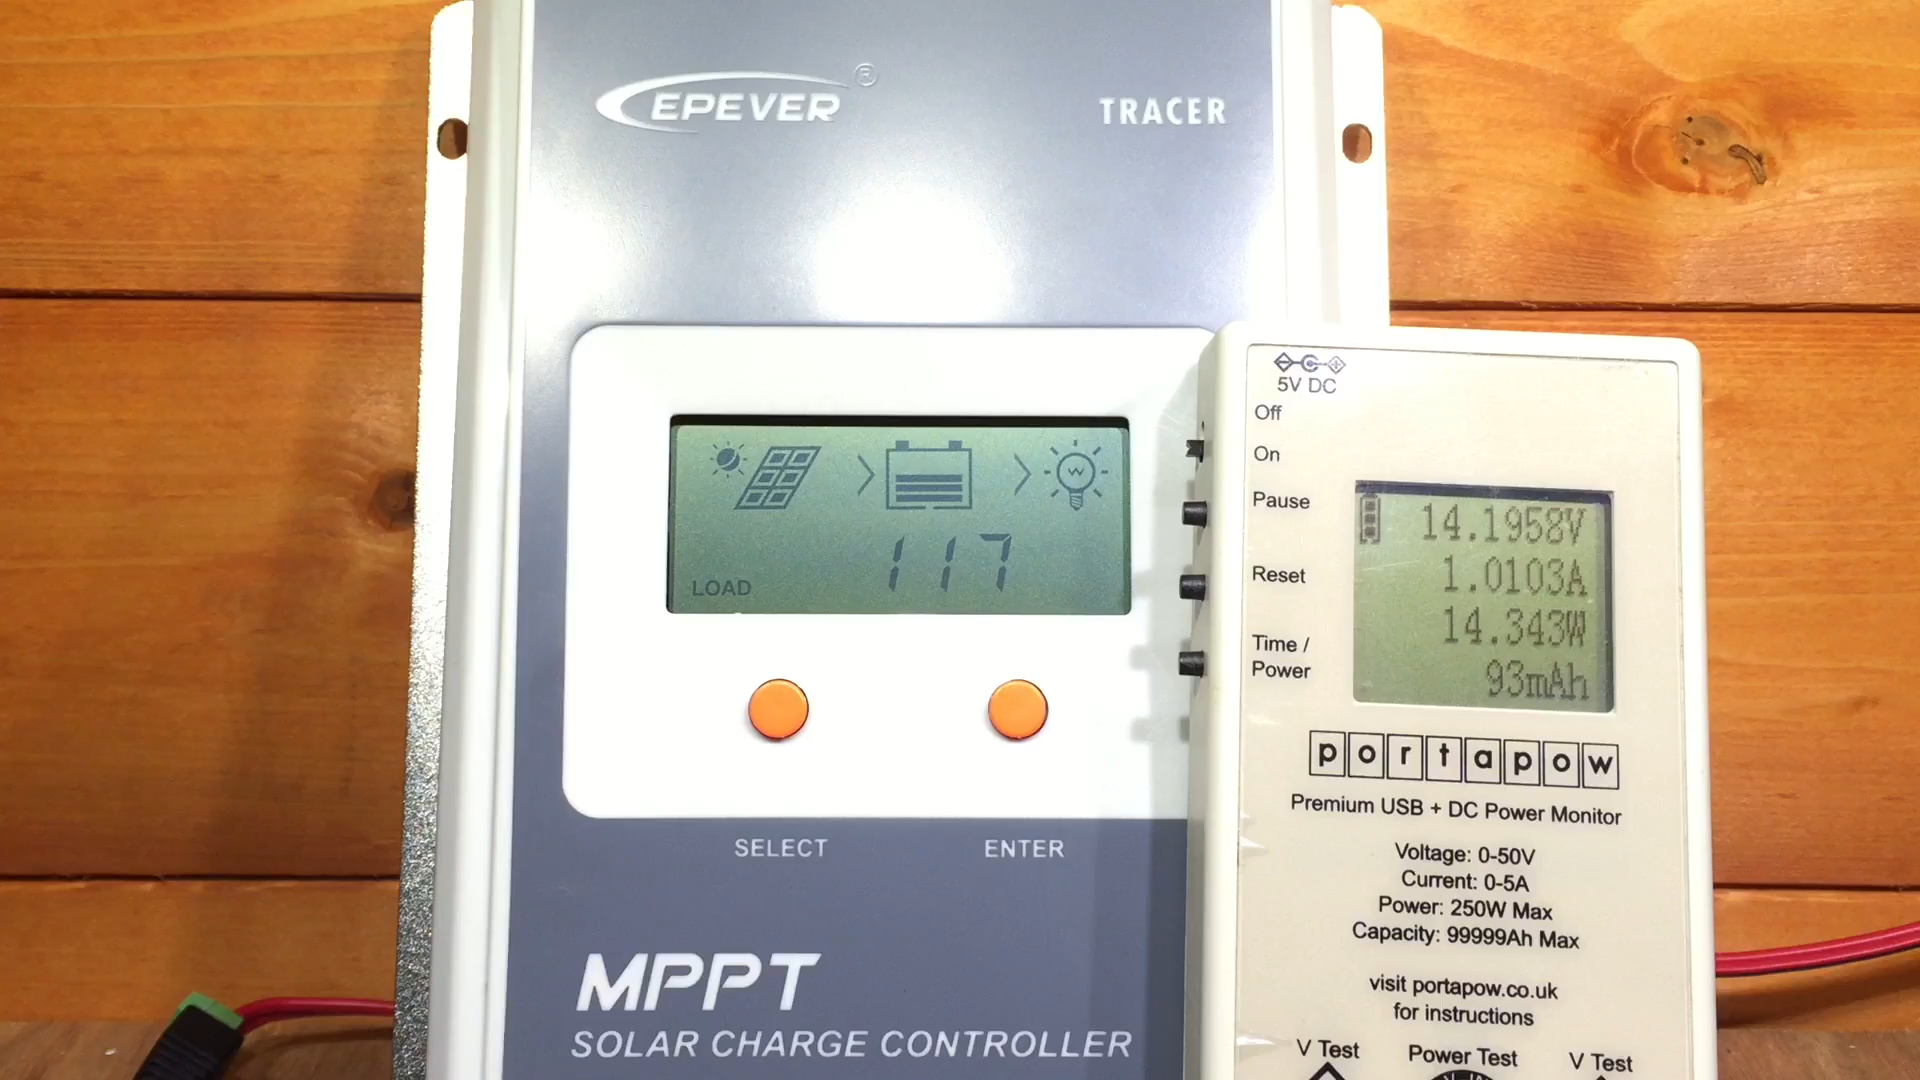 EPEVER ®
TRACER
LOAD
117
SELECT
ENTER
MPPT
SOLAR CHARGE CONTROLLER
5V DC
Off
On
Pause
Reset
Time /
Power
14.1958V
1.0103A
14.343W
93mAh
portapow
Premium USB + DC Power Monitor
Voltage: 0-50V
Current: 0-5A
Power: 250W Max
Capacity: 99999Ah Max
visit portapow.co.uk
for instructions
V Test
Power Test
V Test